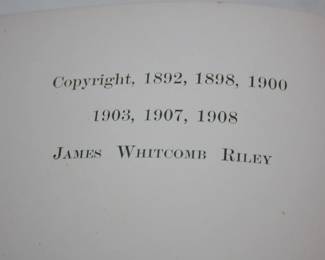 Copyright, 1892, 1898, 1900
1903, 1907, 1908
James Whitcomb Riley